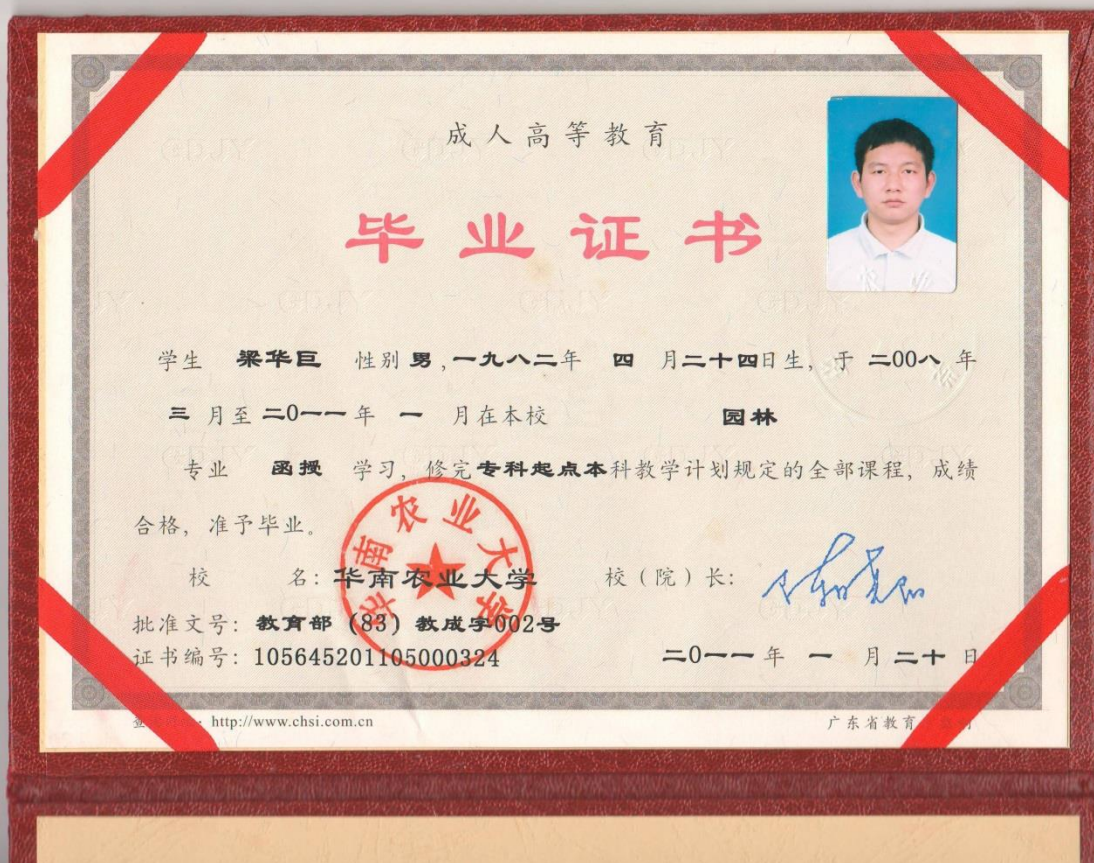 成人高等教育
毕业证书
学生 梁华巨 性别 男，一九八二年 四 月二十四日生，于 二00八 年
三 月至 二0一一 年 一 月在本校 园林
专业 函授 学习，修完专科起点本科教学计划规定的全部课程，成绩
合格，准予毕业。
校 名：华南农业大学 校（院）长：
批准文号：教育部（83）教成字002号
证书编号：105645201105000324 二0一一 年 一 月 二十 日
http://www.chsi.com.cn 广东省教育
华南农业大学